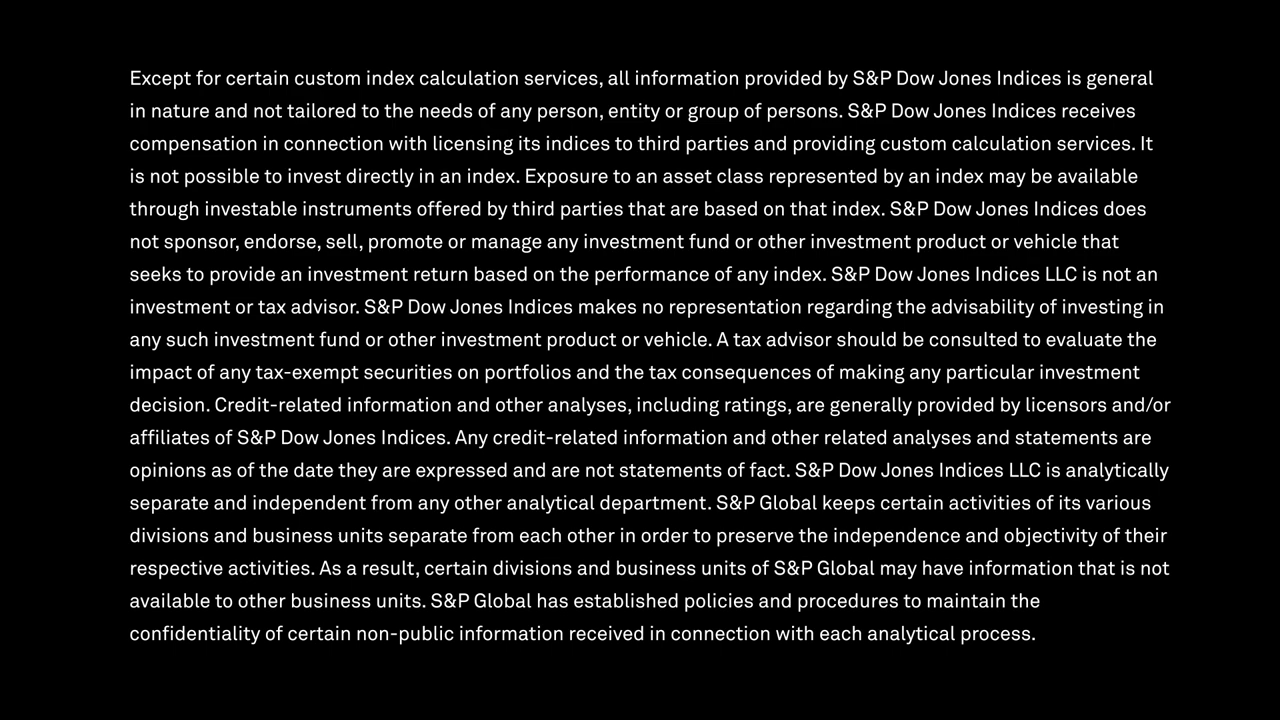 Except for certain custom index calculation services, all information provided by S&P Dow Jones Indices is general
in nature and not tailored to the needs of any person, entity or group of persons. S&P Dow Jones Indices receives
compensation in connection with licensing its indices to third parties and providing custom calculation services. It
is not possible to invest directly in an index. Exposure to an asset class represented by an index may be available
through investable instruments offered by third parties that are based on that index. S&P Dow Jones Indices does
not sponsor, endorse, sell, promote or manage any investment fund or other investment product or vehicle that
seeks to provide an investment return based on the performance of any index. S&P Dow Jones Indices LLC is not an
investment or tax advisor. S&P Dow Jones Indices makes no representation regarding the advisability of investing in
any such investment fund or other investment product or vehicle. A tax advisor should be consulted to evaluate the
impact of any tax-exempt securities on portfolios and the tax consequences of making any particular investment
decision. Credit-related information and other analyses, including ratings, are generally provided by licensors and/or
affiliates of S&P Dow Jones Indices. Any credit-related information and other related analyses and statements are
opinions as of the date they are expressed and are not statements of fact. S&P Dow Jones Indices LLC is analytically
separate and independent from any other analytical department. S&P Global keeps certain activities of its various
divisions and business units separate from each other in order to preserve the independence and objectivity of their
respective activities. As a result, certain divisions and business units of S&P Global may have information that is not
available to other business units. S&P Global has established policies and procedures to maintain the
confidentiality of certain non-public information received in connection with each analytical process.